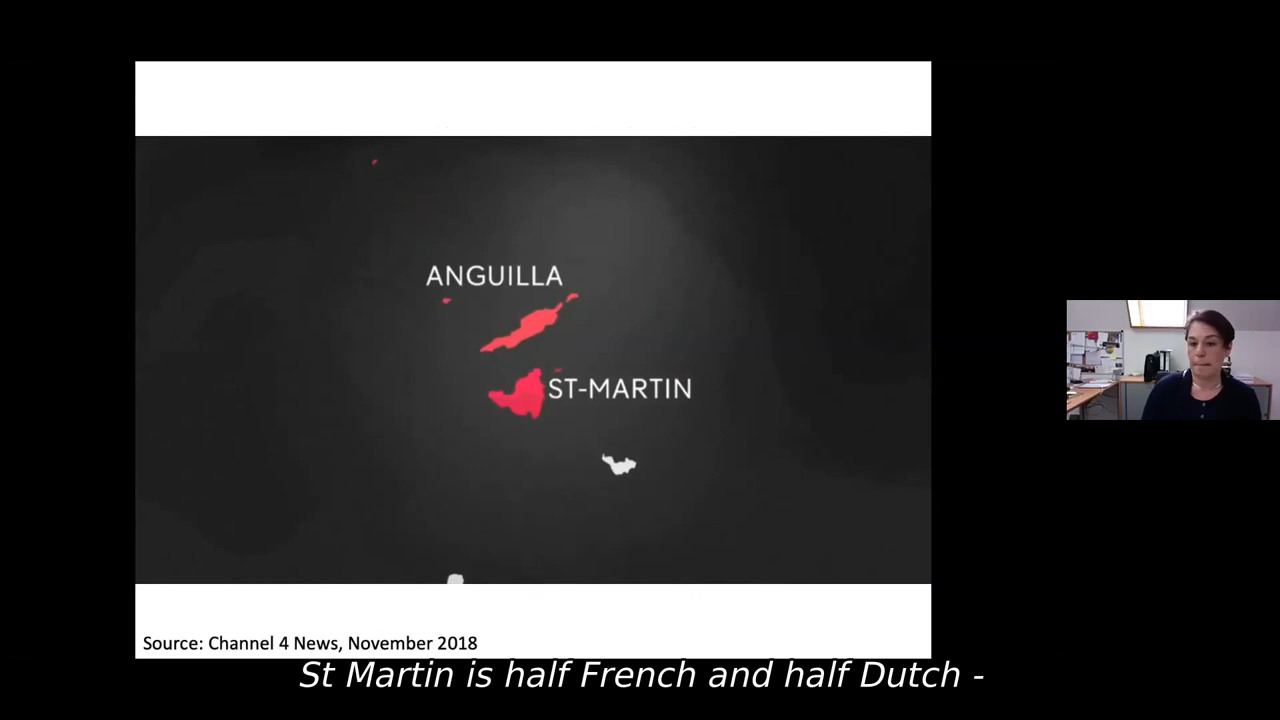 ANGUILLA
ST-MARTIN
Source: Channel 4 News, November 2018
St Martin is half French and half Dutch -